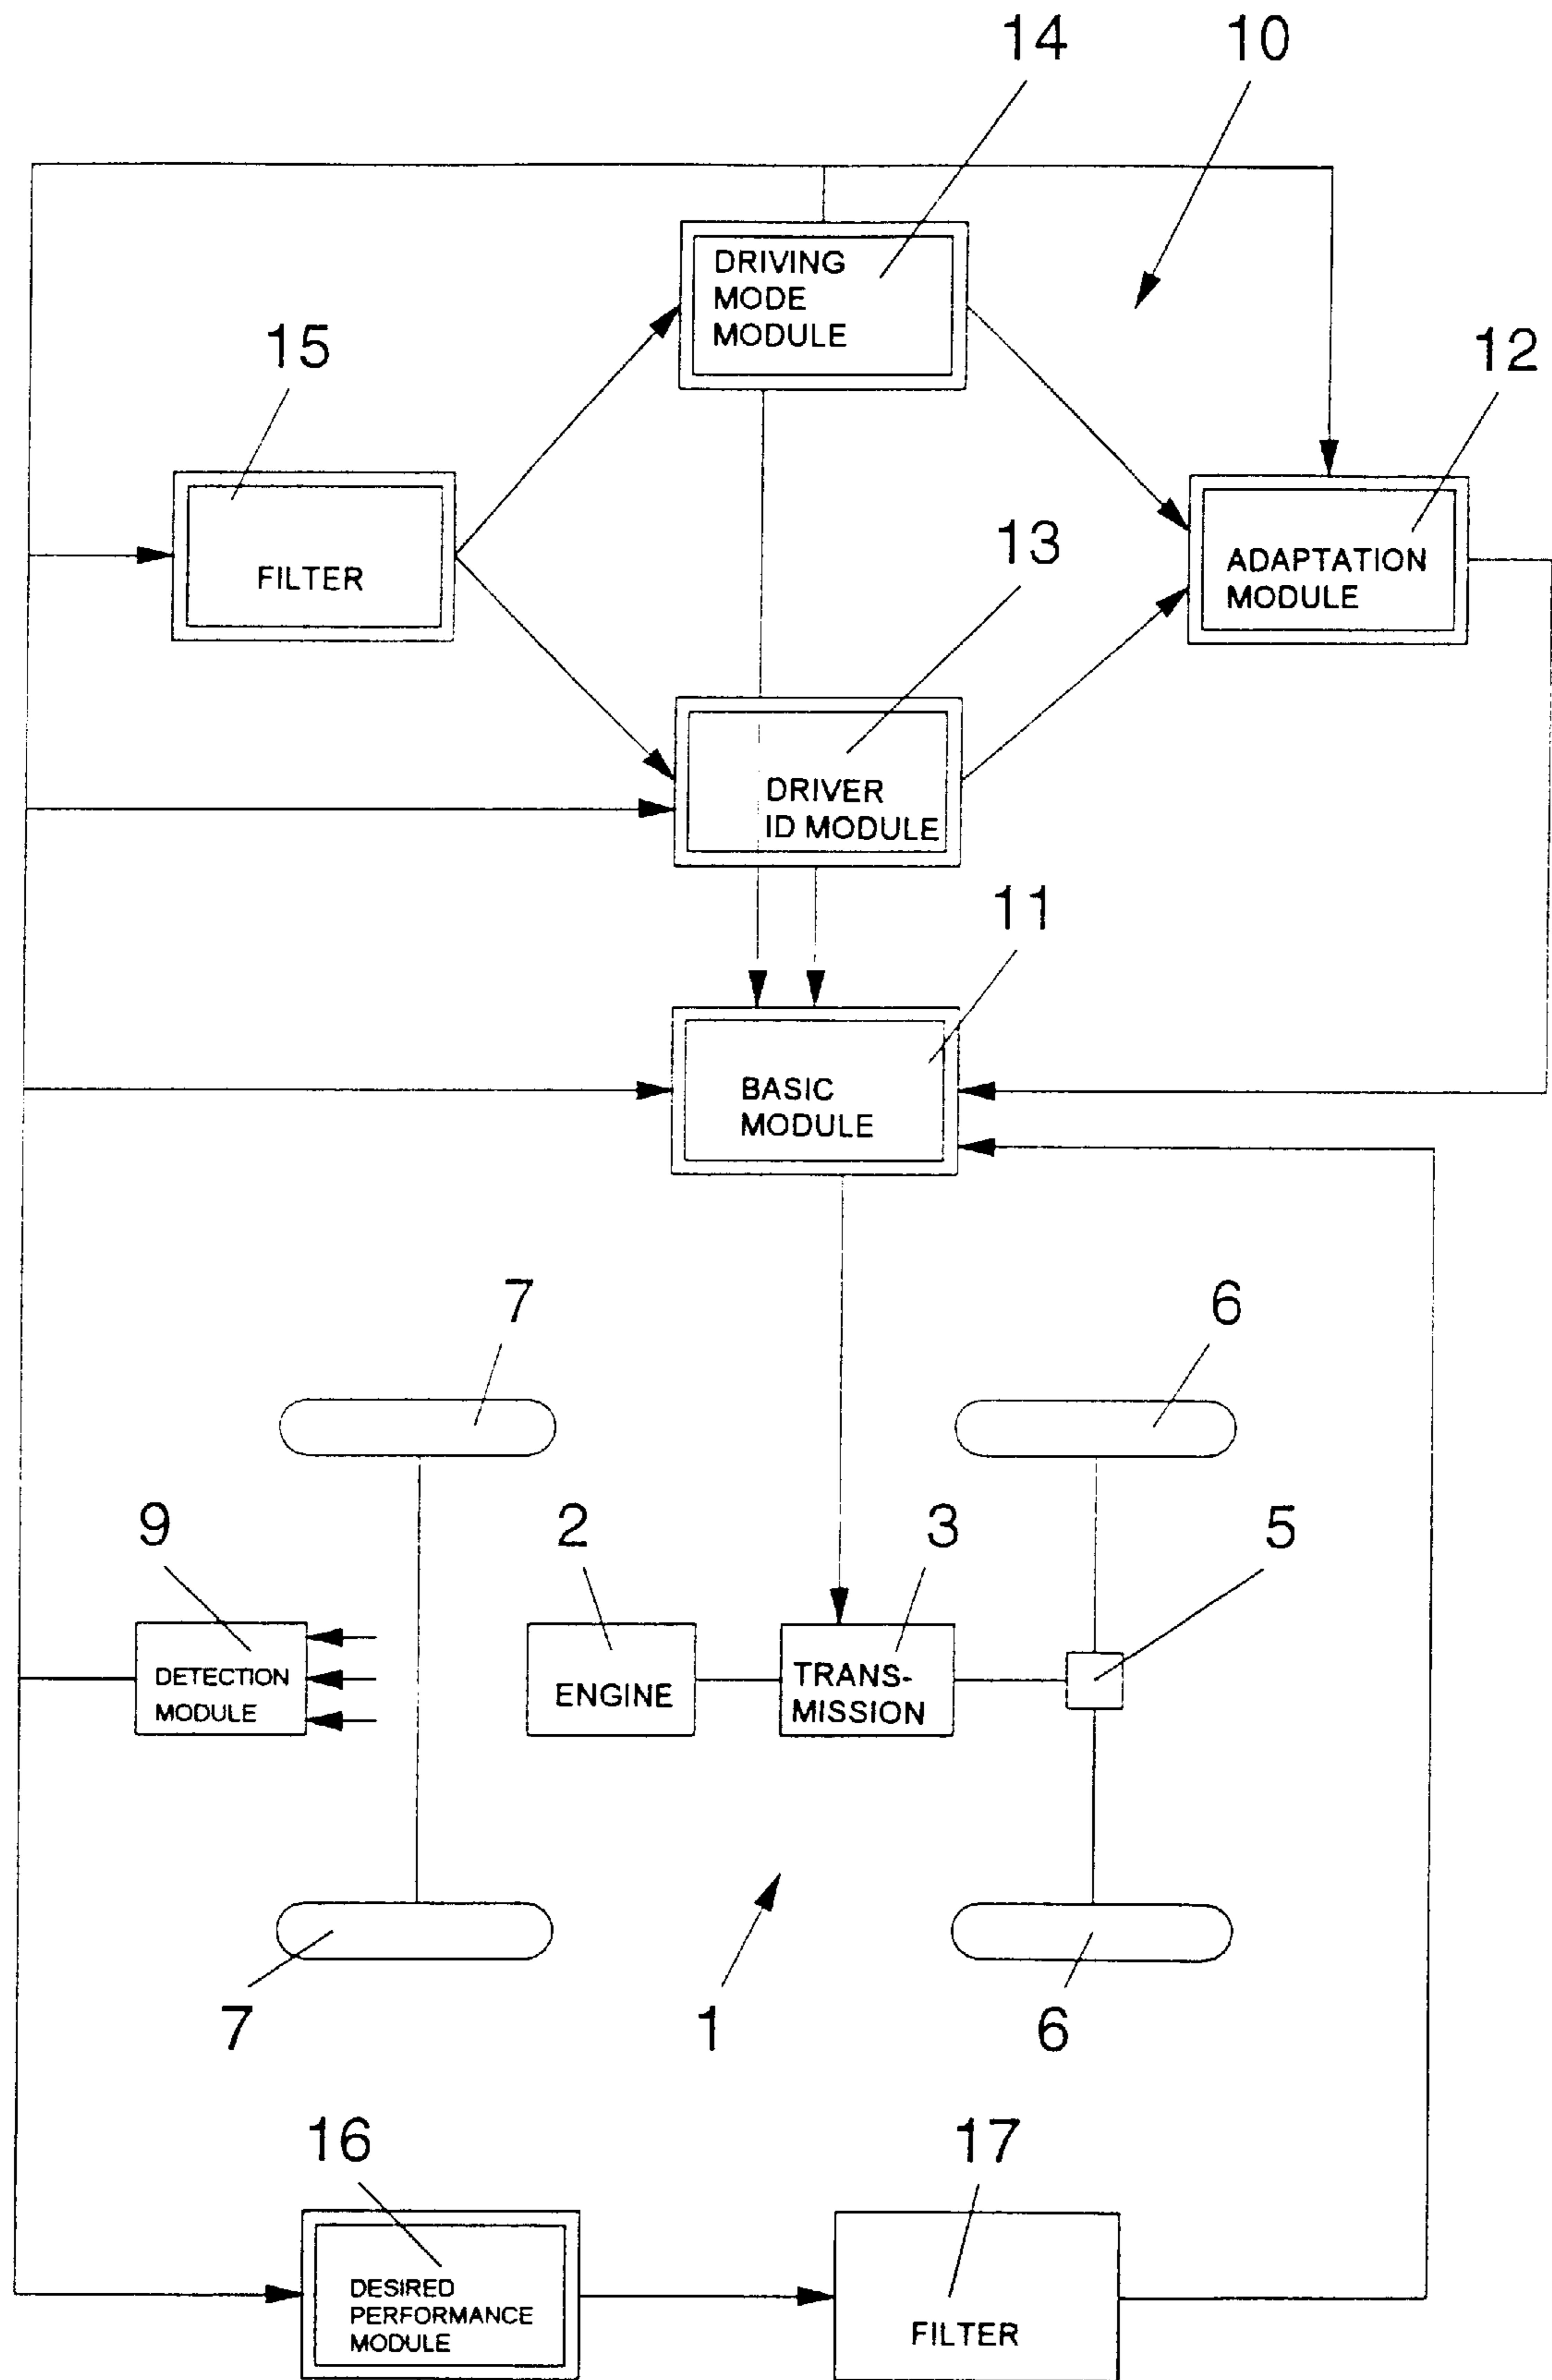 14
10
DRIVING
MODE
MODULE
15
12
FILTER
13
ADAPTATION
MODULE
DRIVER
ID MODULE
11
BASIC
MODULE
7
6
9
2
3
5
DETECTION
MODULE
ENGINE
TRANS-
MISSION
7
1
6
16
17
DESIRED
PERFORMANCE
MODULE
FILTER